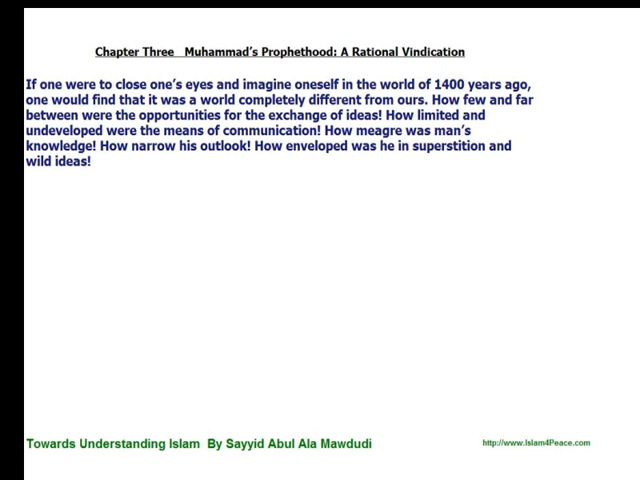 Chapter Three   Muhammad's Prophethood: A Rational Vindication
If one were to close one's eyes and imagine oneself in the world of 1400 years ago,
one would find that it was a world completely different from ours. How few and far
between were the opportunities for the exchange of ideas! How limited and
undeveloped were the means of communication! How meagre was man's
knowledge! How narrow his outlook! How enveloped was he in superstition and
wild ideas!
Towards Understanding Islam  By Sayyid Abul Ala Mawdudi
http://www.Islam4Peace.com